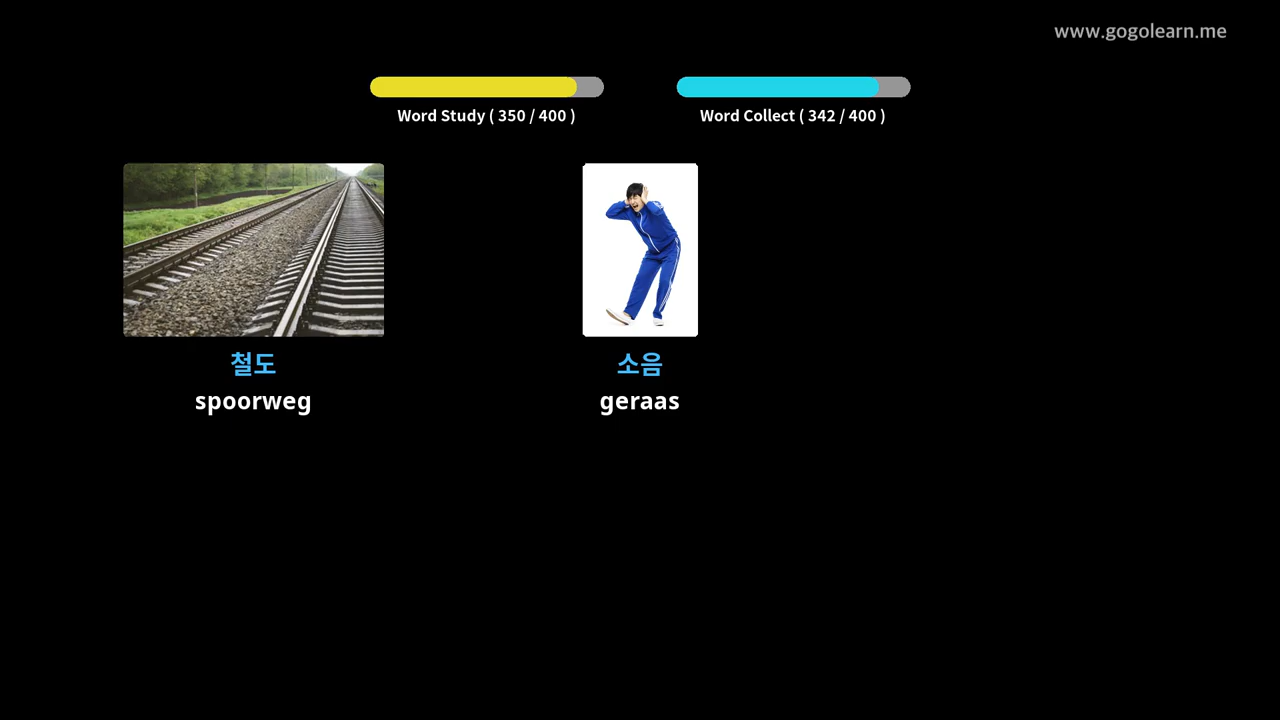 www.gogolearn.me
Word Study ( 350 / 400 )
Word Collect ( 342 / 400 )
철도
spoorweg
소음
geraas